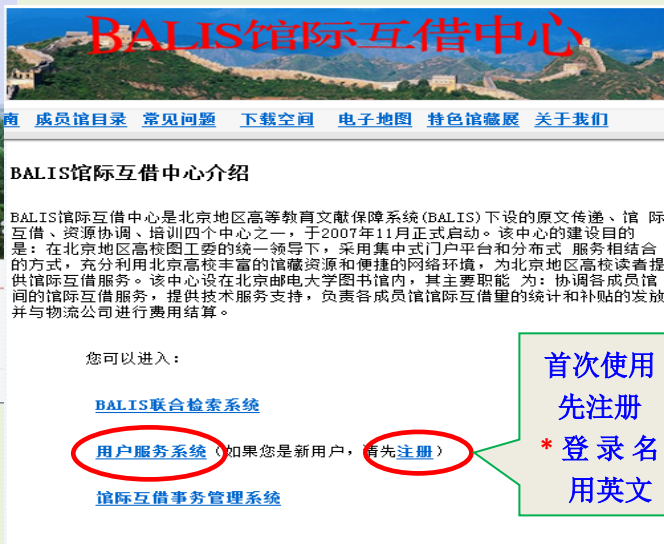 BALIS馆际互借中心
南 成员馆目录 常见问题 下载空间 电子地图 特色馆藏展 关于我们
BALIS馆际互借中心介绍
BALIS馆际互借中心是北京地区高等教育文献保障系统(BALIS)下设的原文传递、馆 际
互借、资源协调、培训四个中心之一，于2007年11月正式启动。该中心的建设目的
是：在北京地区高校图工委的统一领导下，采用集中式门户平台和分布式 服务相结合
的方式，充分利用北京高校丰富的馆藏资源和便捷的网络环境，为北京地区高校读者提
供馆际互借服务。该中心设在北京邮电大学图书馆内，其主要职能 为：协调各成员馆
间的馆际互借服务，提供技术服务支持，负责各成员馆馆际互借量的统计和补贴的发放
并与物流公司进行费用结算。
您可以进入：
BALIS联合检索系统
用户服务系统（如果您是新用户，请先注册）
馆际互借事务管理系统
首次使用
先注册
*登录名
用英文